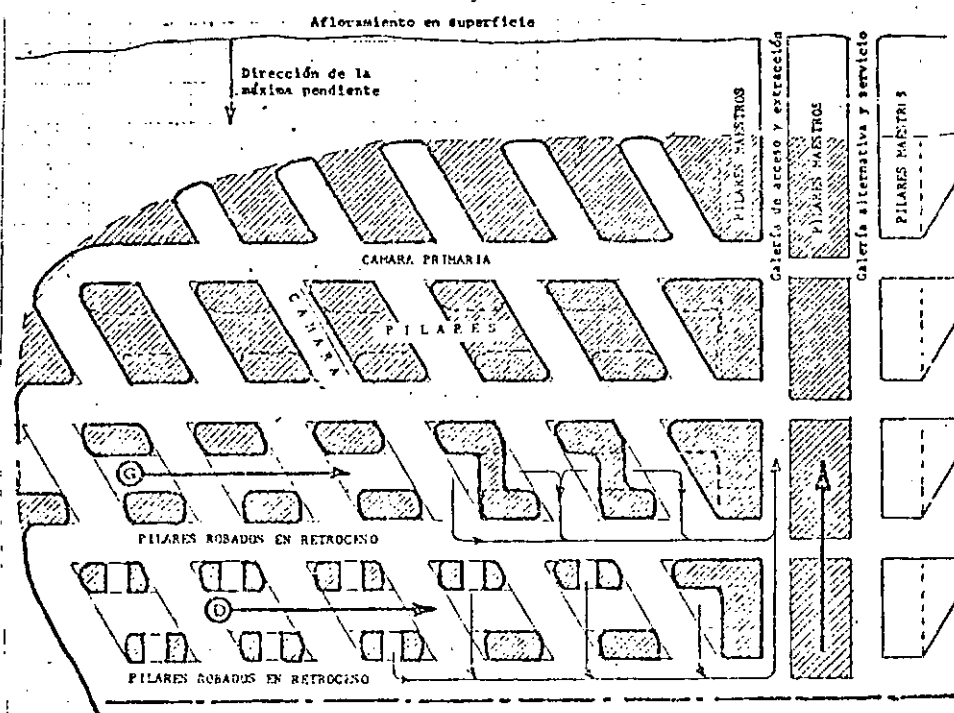 Afloramiento en superficie
Dirección de la
máxima pendiente
PILARES MAESTROS
Galería de acceso y extracción
PILARES MAESTROS
Galería alternativa y servicio
PILARES MAESTROS
CAMARA PRIMARIA
CAMARA
PILARES
G
PILARES ROBADOS EN RETROCESO
D
PILARES ROBADOS EN RETROCESO